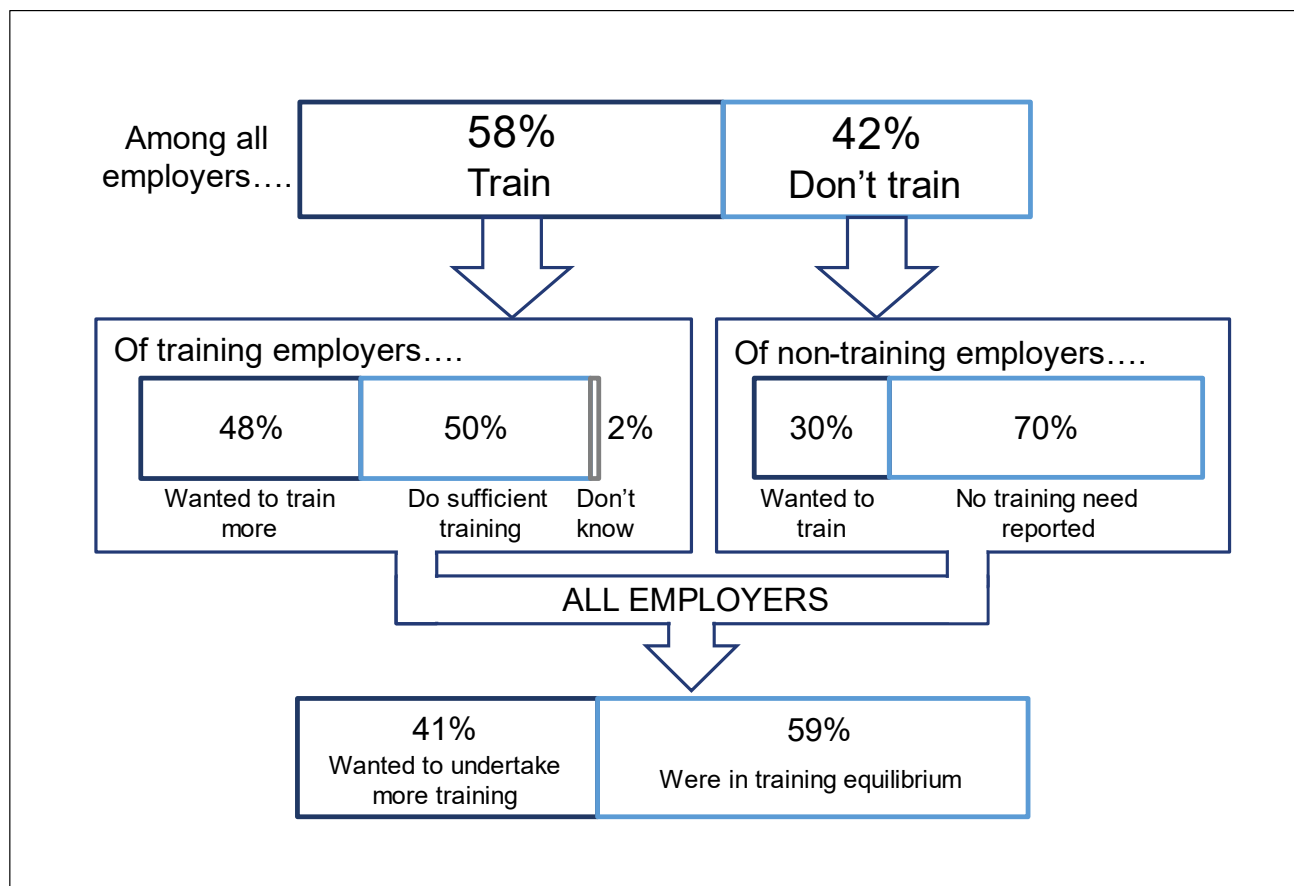 Among all
employers….
58%
Train
42%
Don’t train
Of training employers….
48%
50%
2%
Wanted to train
more
Do sufficient
training
Don’t
know
Of non-training employers….
30%
70%
Wanted to
train
No training need
reported
ALL EMPLOYERS
41%
Wanted to undertake
more training
59%
Were in training equilibrium